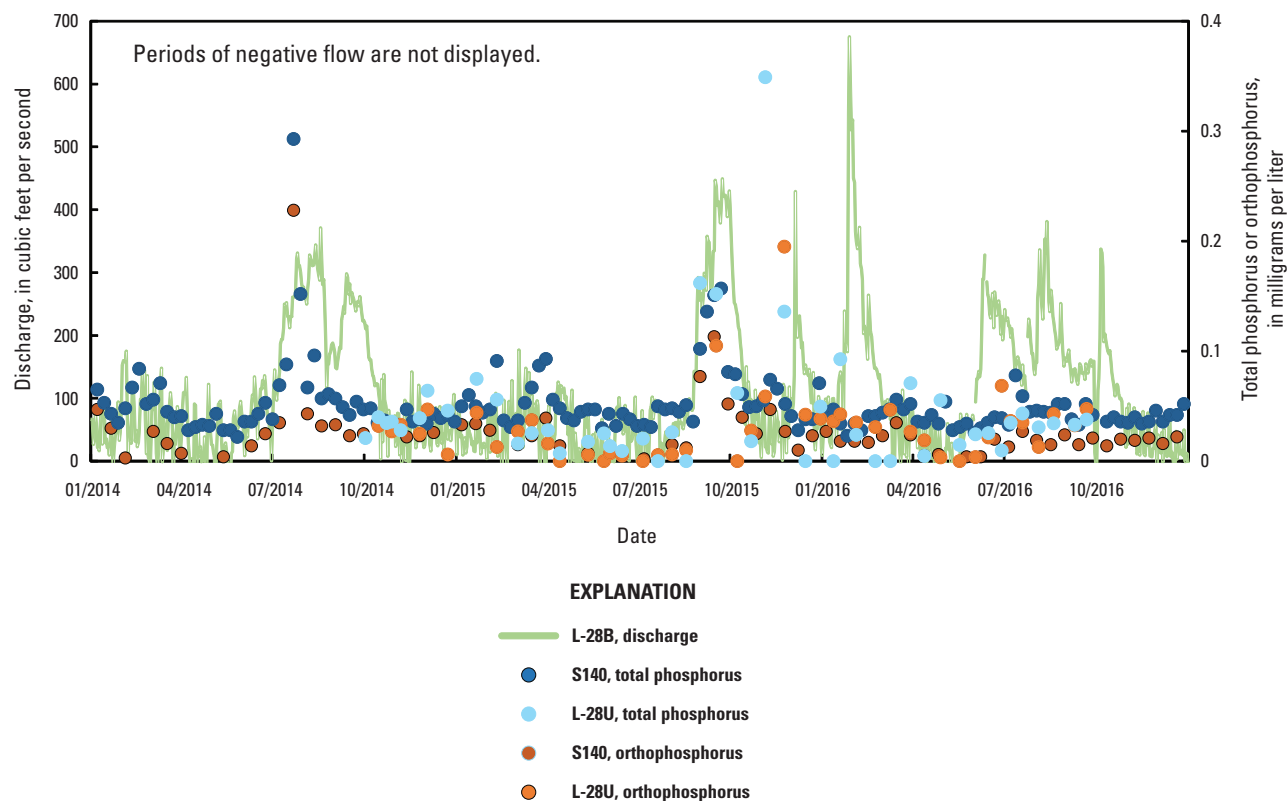 Periods of negative flow are not displayed.
Discharge, in cubic feet per second
700
600
500
400
300
200
100
0
Total phosphorus or orthophosphorus,
in milligrams per liter
0.4
0.3
0.2
0.1
0
01/2014
04/2014
07/2014
10/2014
01/2015
04/2015
07/2015
10/2015
01/2016
04/2016
07/2016
10/2016
Date
EXPLANATION
L-28B, discharge
S140, total phosphorus
L-28U, total phosphorus
S140, orthophosphorus
L-28U, orthophosphorus